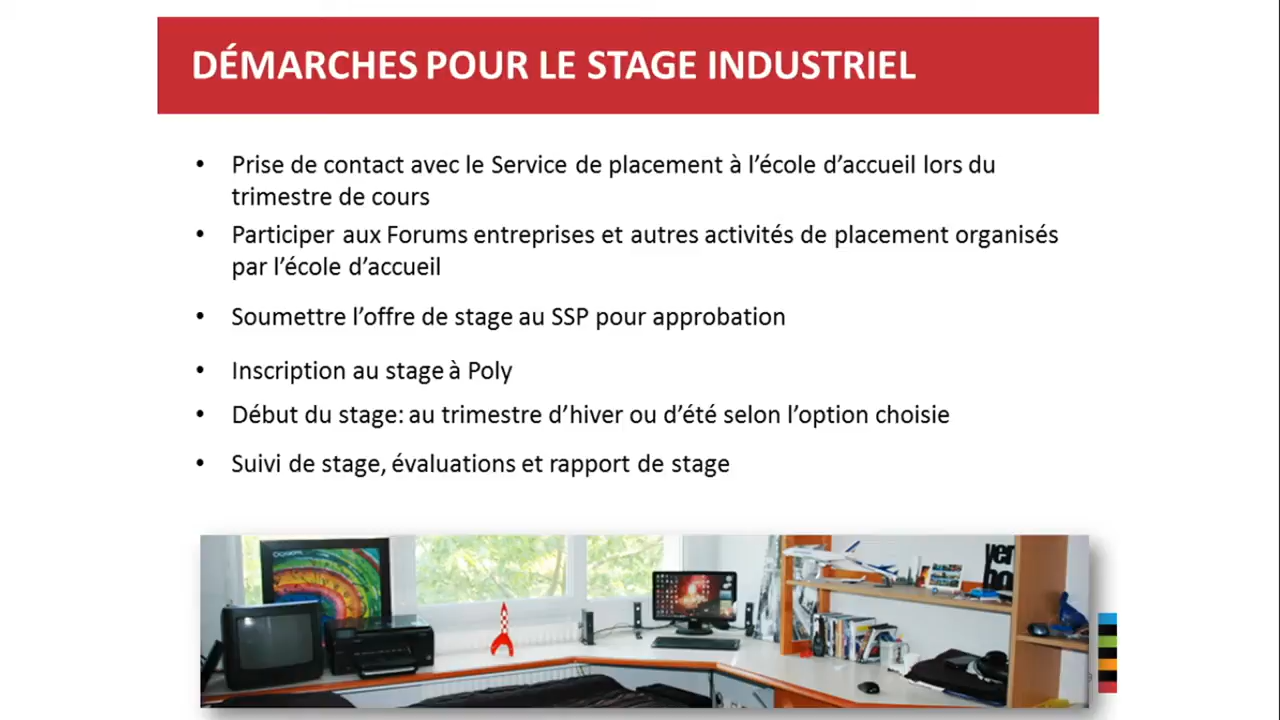 DÉMARCHES POUR LE STAGE INDUSTRIEL
• Prise de contact avec le Service de placement à l’école d’accueil lors du
trimestre de cours
• Participer aux Forums entreprises et autres activités de placement organisés
par l’école d’accueil
• Soumettre l’offre de stage au SSP pour approbation
• Inscription au stage à Poly
• Début du stage: au trimestre d’hiver ou d’été selon l’option choisie
• Suivi de stage, évaluations et rapport de stage